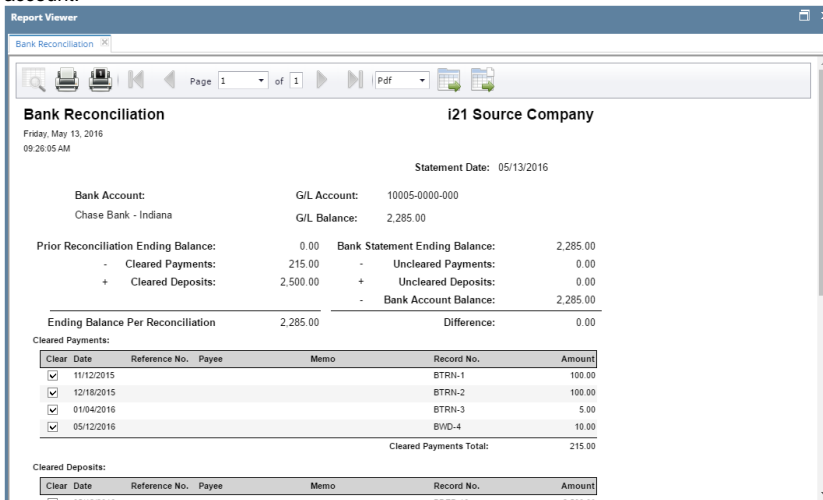 account.
Report Viewer
Bank Reconciliation
Page 1 of 1 Pdf
Bank Reconciliation i21 Source Company
Friday, May 13, 2016
09:26:05 AM
Statement Date: 05/13/2016
Bank Account: G/L Account: 10005-0000-000
Chase Bank - Indiana G/L Balance: 2,285.00
Prior Reconciliation Ending Balance: 0.00 Bank Statement Ending Balance: 2,285.00
- Cleared Payments: 215.00 - Uncleared Payments: 0.00
+ Cleared Deposits: 2,500.00 + Uncleared Deposits: 0.00
- Bank Account Balance: 2,285.00
Ending Balance Per Reconciliation 2,285.00 Difference: 0.00
Cleared Payments:
Clear Date Reference No. Payee Memo Record No. Amount
11/12/2015 BTRN-1 100.00
12/18/2015 BTRN-2 100.00
01/04/2016 BTRN-3 5.00
05/12/2016 BWD-4 10.00
Cleared Payments Total: 215.00
Cleared Deposits:
Clear Date Reference No. Payee Memo Record No. Amount